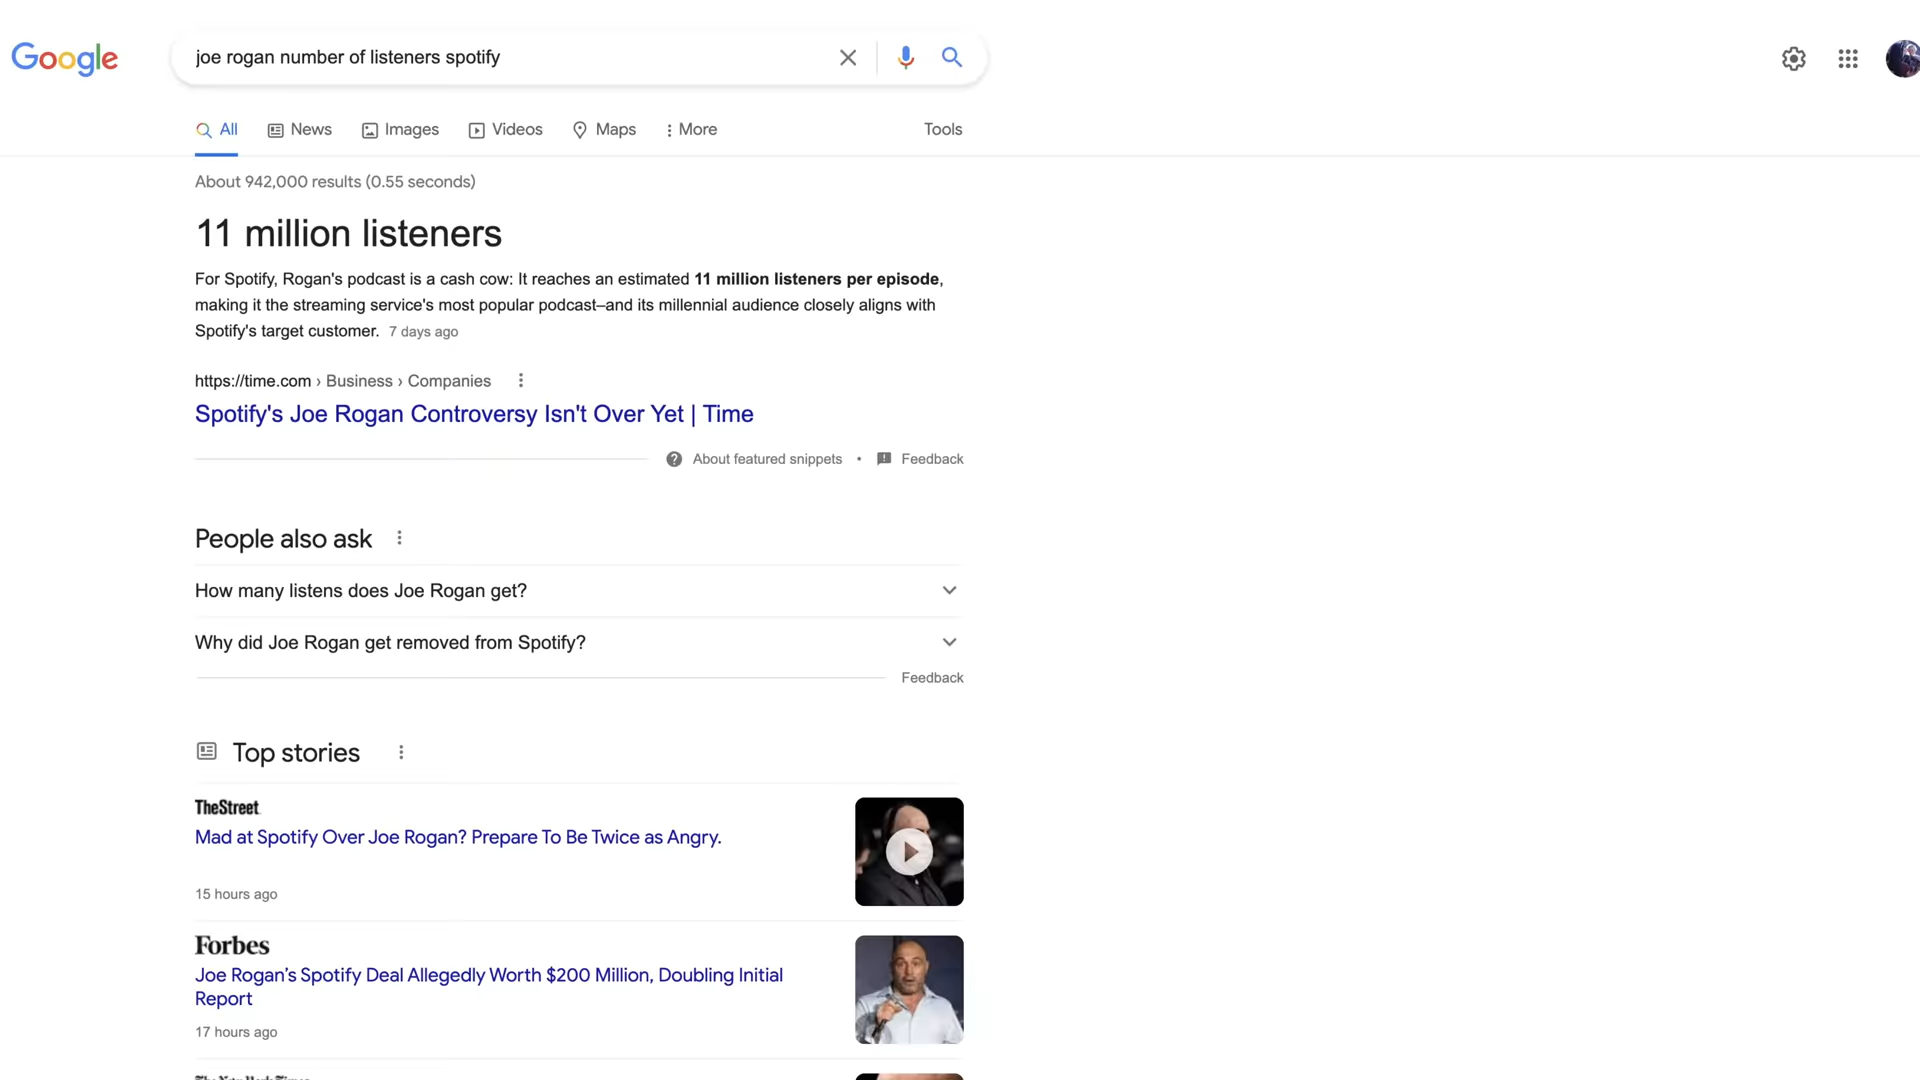 Google
joe rogan number of listeners spotify
All
News
Images
Videos
Maps
More
Tools
About 942,000 results (0.55 seconds)
11 million listeners
For Spotify, Rogan's podcast is a cash cow: It reaches an estimated 11 million listeners per episode,
making it the streaming service's most popular podcast–and its millennial audience closely aligns with
Spotify's target customer. 7 days ago
https://time.com › Business › Companies
Spotify's Joe Rogan Controversy Isn't Over Yet | Time
About featured snippets • Feedback
People also ask
How many listens does Joe Rogan get?
Why did Joe Rogan get removed from Spotify?
Feedback
Top stories
TheStreet
Mad at Spotify Over Joe Rogan? Prepare To Be Twice as Angry.
15 hours ago
Forbes
Joe Rogan’s Spotify Deal Allegedly Worth $200 Million, Doubling Initial
Report
17 hours ago
The New York Times